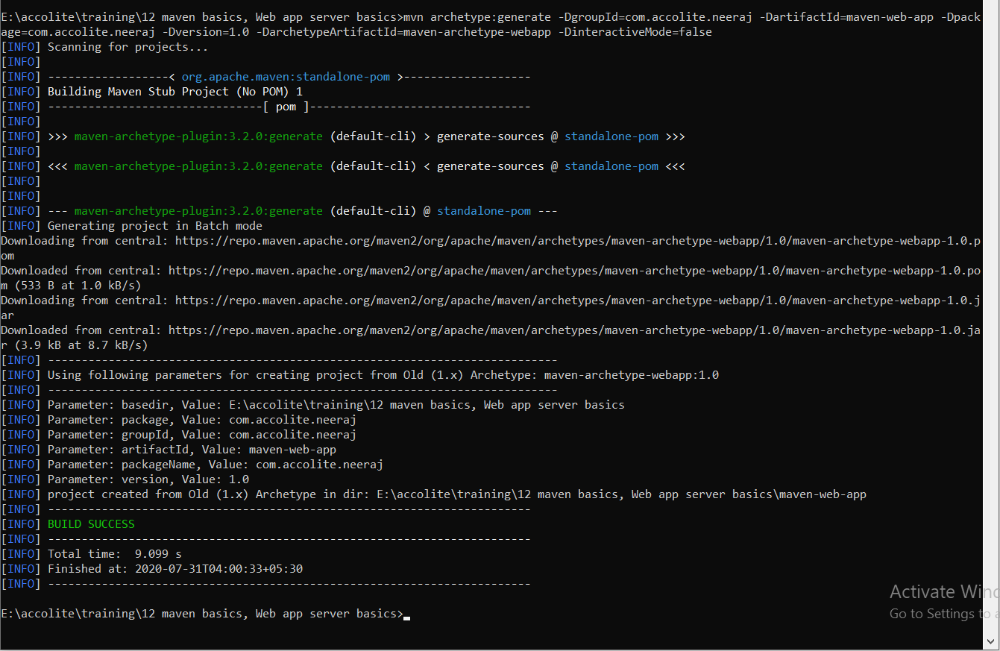 E:\accolite\training\12 maven basics, Web app server basics>mvn archetype:generate -DgroupId=com.accolite.neeraj -DartifactId=maven-web-app -Dpack
age=com.accolite.neeraj -Dversion=1.0 -DarchetypeArtifactId=maven-archetype-webapp -DinteractiveMode=false
[INFO] Scanning for projects...
[INFO]
[INFO] ------------------< org.apache.maven:standalone-pom >-------------------
[INFO] Building Maven Stub Project (No POM) 1
[INFO] --------------------------------[ pom ]---------------------------------
[INFO]
[INFO] >>> maven-archetype-plugin:3.2.0:generate (default-cli) > generate-sources @ standalone-pom >>>
[INFO]
[INFO] <<< maven-archetype-plugin:3.2.0:generate (default-cli) < generate-sources @ standalone-pom <<<
[INFO]
[INFO]
[INFO] --- maven-archetype-plugin:3.2.0:generate (default-cli) @ standalone-pom ---
[INFO] Generating project in Batch mode
Downloading from central: https://repo.maven.apache.org/maven2/org/apache/maven/archetypes/maven-archetype-webapp/1.0/maven-archetype-webapp-1.0.p
om
Downloaded from central: https://repo.maven.apache.org/maven2/org/apache/maven/archetypes/maven-archetype-webapp/1.0/maven-archetype-webapp-1.0.po
m (533 B at 1.0 kB/s)
Downloading from central: https://repo.maven.apache.org/maven2/org/apache/maven/archetypes/maven-archetype-webapp/1.0/maven-archetype-webapp-1.0.j
ar
Downloaded from central: https://repo.maven.apache.org/maven2/org/apache/maven/archetypes/maven-archetype-webapp/1.0/maven-archetype-webapp-1.0.ja
r (3.9 kB at 8.7 kB/s)
[INFO] ----------------------------------------------------------------------------
[INFO] Using following parameters for creating project from Old (1.x) Archetype: maven-archetype-webapp:1.0
[INFO] ----------------------------------------------------------------------------
[INFO] Parameter: basedir, Value: E:\accolite\training\12 maven basics, Web app server basics
[INFO] Parameter: package, Value: com.accolite.neeraj
[INFO] Parameter: groupId, Value: com.accolite.neeraj
[INFO] Parameter: artifactId, Value: maven-web-app
[INFO] Parameter: packageName, Value: com.accolite.neeraj
[INFO] Parameter: version, Value: 1.0
[INFO] project created from Old (1.x) Archetype in dir: E:\accolite\training\12 maven basics, Web app server basics\maven-web-app
[INFO] ------------------------------------------------------------------------
[INFO] BUILD SUCCESS
[INFO] ------------------------------------------------------------------------
[INFO] Total time:  9.099 s
[INFO] Finished at: 2020-07-31T04:00:33+05:30
[INFO] ------------------------------------------------------------------------
Activate Win
Go to Settings to a
E:\accolite\training\12 maven basics, Web app server basics>